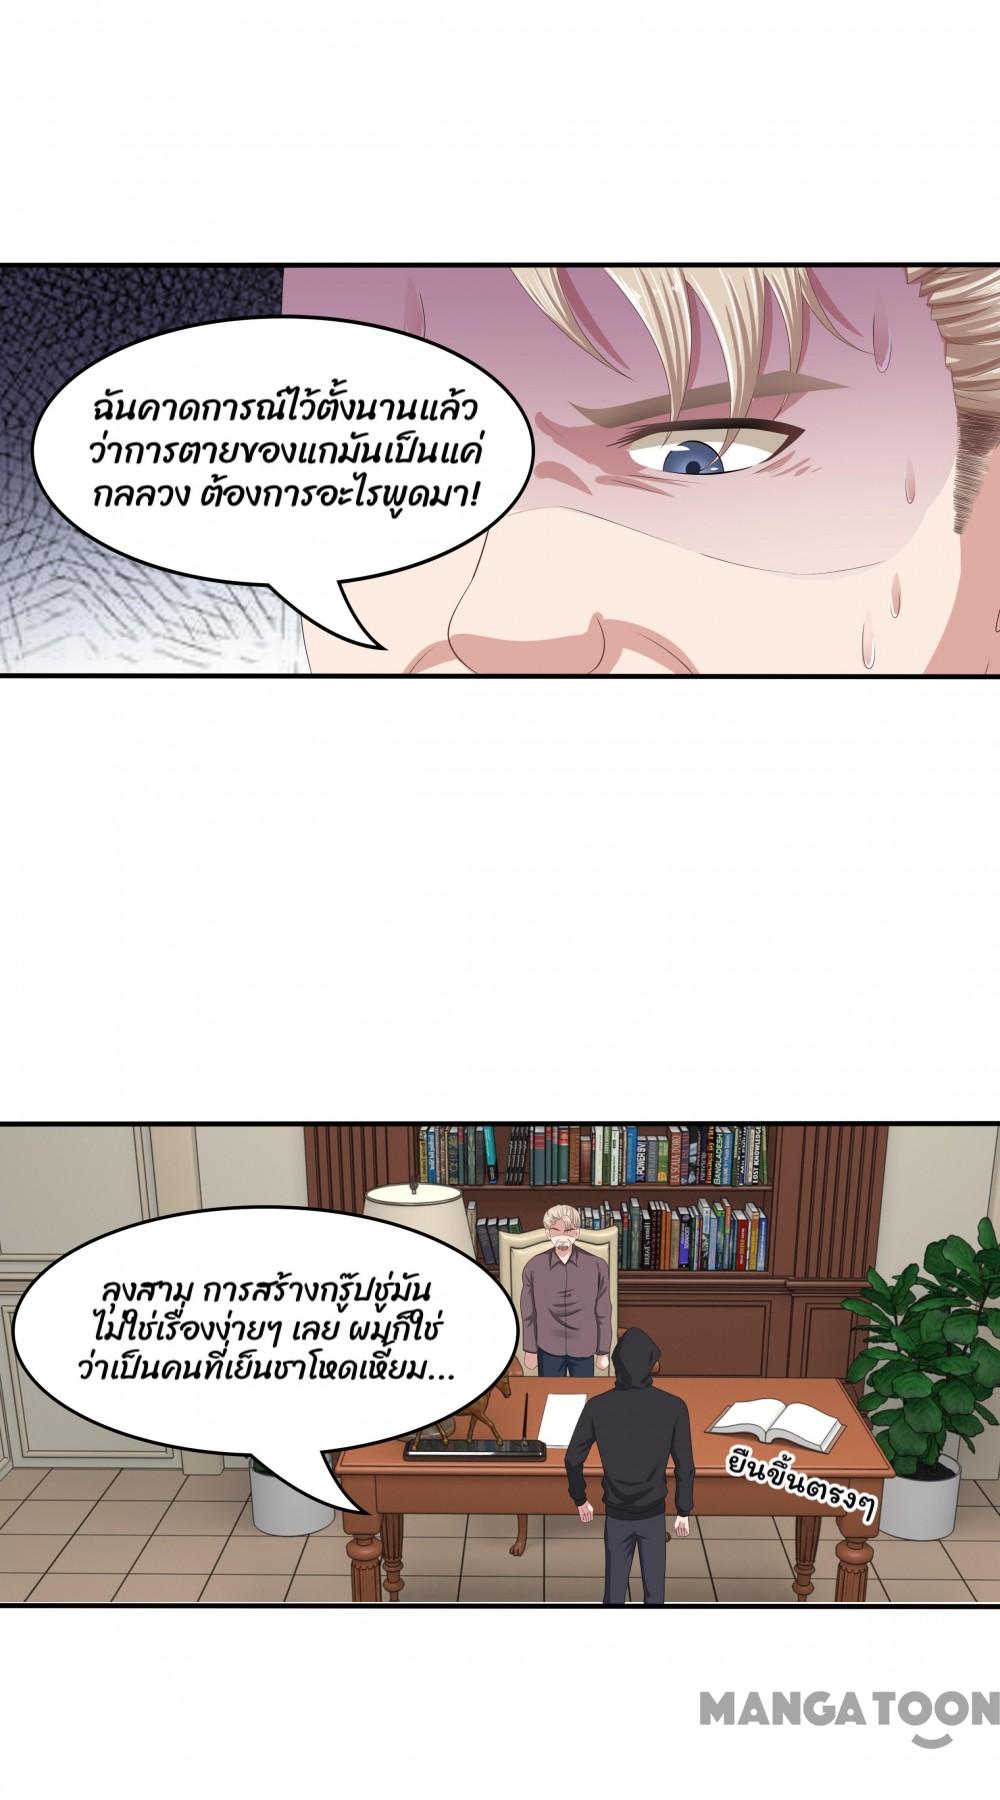 ฉันคาดการณ์ไว้ตั้งนานแล้ว
ว่าการตายของแกมันเป็นแค่
กลลวง ต้องการอะไรพูดมา!
BANGLADESH
LOST KNOWLEDGE
ลุงสาม การสร้างกรุ๊ปชู่มัน
ไม่ใช่เรื่องง่ายๆ เลย ผมก็ใช่
ว่าเป็นคนที่เย็นชาโหดเหี้ยม...
ยืนขึ้นตรงๆ
MANGATOON